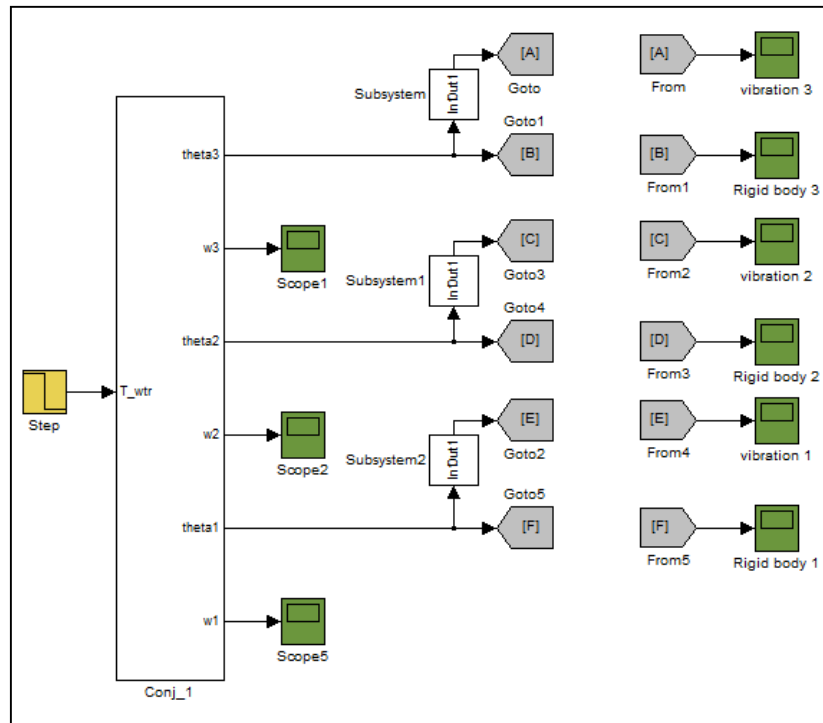 [A]
Goto
Subsystem
In Out1
Goto1
theta3
[B]
[A]
From
vibration 3
[B]
From1
Rigid body 3
w3
Scope1
[C]
Goto3
Subsystem1
In Out1
Goto4
theta2
[D]
[C]
From2
vibration 2
[D]
From3
Rigid body 2
Step
T_wtr
w2
Scope2
[E]
Goto2
Subsystem2
In Out1
Goto5
theta1
[F]
[E]
From4
vibration 1
[F]
From5
Rigid body 1
w1
Scope5
Conj_1